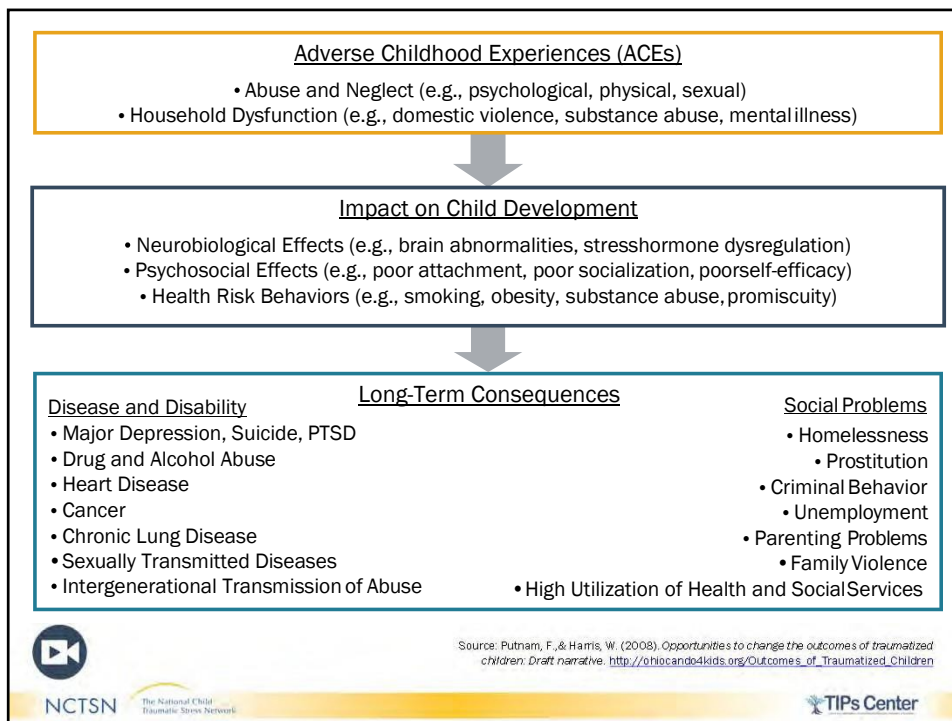 Adverse Childhood Experiences (ACEs)
• Abuse and Neglect (e.g., psychological, physical, sexual)
• Household Dysfunction (e.g., domestic violence, substance abuse, mental illness)
Impact on Child Development
• Neurobiological Effects (e.g., brain abnormalities, stresshormone dysregulation)
• Psychosocial Effects (e.g., poor attachment, poor socialization, poorself-efficacy)
• Health Risk Behaviors (e.g., smoking, obesity, substance abuse, promiscuity)
Long-Term Consequences
Disease and Disability
• Major Depression, Suicide, PTSD
• Drug and Alcohol Abuse
• Heart Disease
• Cancer
• Chronic Lung Disease
• Sexually Transmitted Diseases
• Intergenerational Transmission of Abuse
Social Problems
• Homelessness
• Prostitution
• Criminal Behavior
• Unemployment
• Parenting Problems
• Family Violence
• High Utilization of Health and Social Services
Source: Putnam, F., & Harris, W. (2008). Opportunities to change the outcomes of traumatized
children: Draft narrative. http://ohiocando4kids.org/Outcomes_of_Traumatized_Children
NCTSN
The National Child
Traumatic Stress Network
TIPs Center